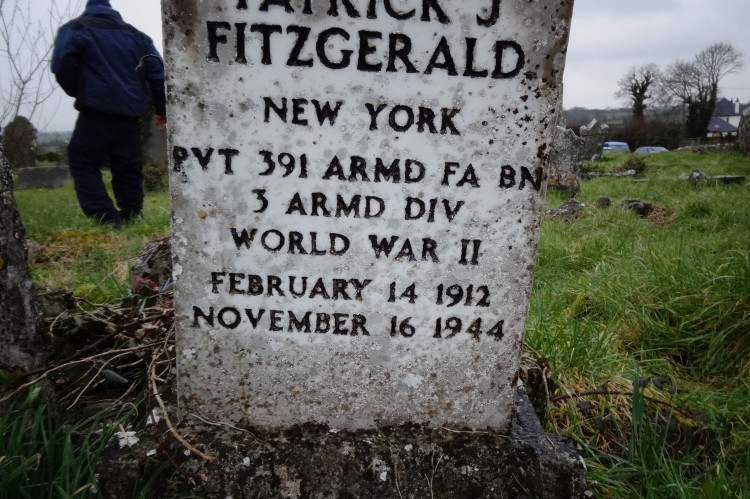 PATRICK J
FITZGERALD
NEW YORK
PVT 391 ARMD FA BN
3 ARMD DIV
WORLD WAR II
FEBRUARY 14 1912
NOVEMBER 16 1944